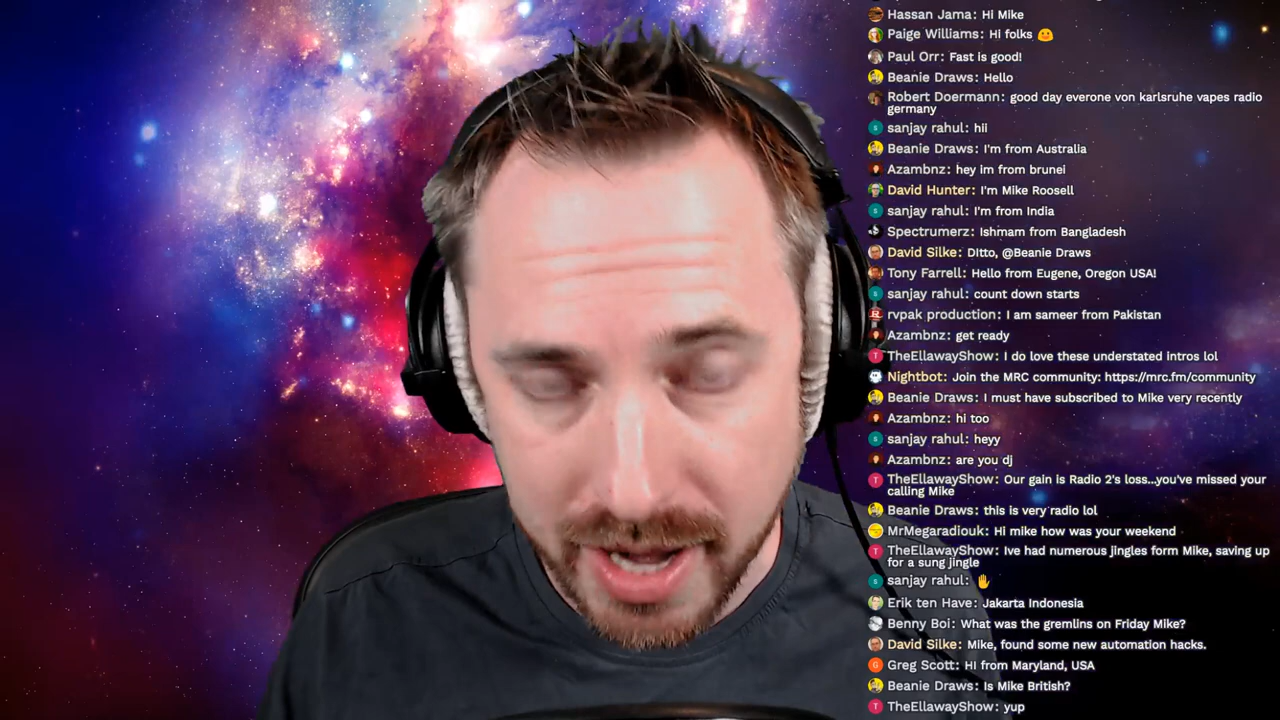 Hassan Jama: Hi Mike
Paige Williams: Hi folks
Paul Orr: Fast is good!
Beanie Draws: Hello
Robert Doermann: good day everone von karlsruhe vapes radio
germany
sanjay rahul: hii
Beanie Draws: I'm from Australia
Azambnz: hey im from brunei
David Hunter: I'm Mike Roosell
sanjay rahul: I'm from India
Spectrumerz: Ishmam from Bangladesh
David Silke: DItto, @Beanie Draws
Tony Farrell: Hello from Eugene, Oregon USA!
sanjay rahul: count down starts
rvpak production: I am sameer from Pakistan
Azambnz: get ready
TheEllawayShow: I do love these understated intros lol
Nightbot: Join the MRC community: https://mrc.fm/community
Beanie Draws: I must have subscribed to Mike very recently
Azambnz: hi too
sanjay rahul: heyy
Azambnz: are you dj
TheEllawayShow: Our gain is Radio 2's loss...you've missed your
calling Mike
Beanie Draws: this is very radio lol
MrMegaradiouk: Hi mike how was your weekend
TheEllawayShow: Ive had numerous jingles form Mike, saving up
for a sung jingle
sanjay rahul:
Erik ten Have: Jakarta Indonesia
Benny Boi: What was the gremlins on Friday Mike?
David Silke: Mike, found some new automation hacks.
Greg Scott: HI from Maryland, USA
Beanie Draws: Is Mike British?
TheEllawayShow: yup